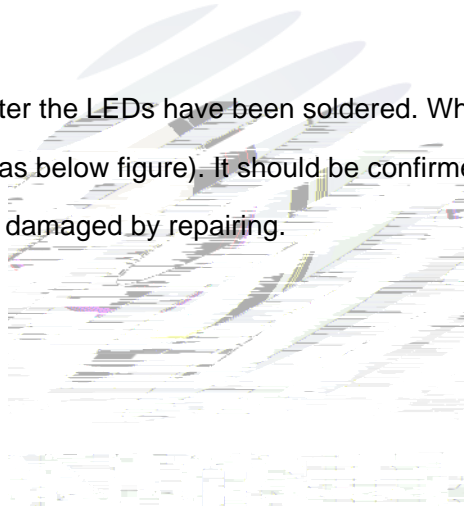 ter the LEDs have been soldered. Wh
as below figure). It should be confirme
damaged by repairing.